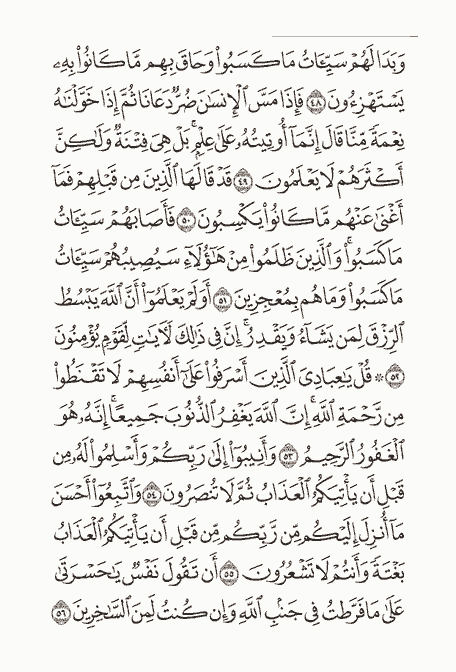 وَبَدَا لَهُمْ سَيِّـَٔاتُ مَا كَسَبُوا۟ وَحَاقَ بِهِم مَّا كَانُوا۟ بِهِۦ
يَسْتَهْزِءُونَ ٤٨ فَإِذَا مَسَّ ٱلْإِنسَـٰنَ ضُرٌّ دَعَانَا ثُمَّ إِذَا خَوَّلْنَـٰهُ
نِعْمَةً مِّنَّا قَالَ إِنَّمَآ أُوتِيتُهُۥ عَلَىٰ عِلْمٍۭ ۚ بَلْ هِىَ فِتْنَةٌ وَلَـٰكِنَّ
أَكْثَرَهُمْ لَا يَعْلَمُونَ ٤٩ قَدْ قَالَهَا ٱلَّذِينَ مِن قَبْلِهِمْ فَمَآ
أَغْنَىٰ عَنْهُم مَّا كَانُوا۟ يَكْسِبُونَ ٥٠ فَأَصَابَهُمْ سَيِّـَٔاتُ
مَا كَسَبُوا۟ ۚ وَٱلَّذِينَ ظَلَمُوا۟ مِنْ هَـٰٓؤُلَآءِ سَيُصِيبُهُمْ سَيِّـَٔاتُ
مَا كَسَبُوا۟ وَمَا هُم بِمُعْجِزِينَ ٥١ أَوَلَمْ يَعْلَمُوٓا۟ أَنَّ ٱللَّهَ يَبْسُطُ
ٱلرِّزْقَ لِمَن يَشَآءُ وَيَقْدِرُ ۚ إِنَّ فِى ذَٰلِكَ لَـَٔايَـٰتٍ لِّقَوْمٍ يُؤْمِنُونَ
٥٢ ۞ قُلْ يَـٰعِبَادِىَ ٱلَّذِينَ أَسْرَفُوا۟ عَلَىٰٓ أَنفُسِهِمْ لَا تَقْنَطُوا۟
مِن رَّحْمَةِ ٱللَّهِ ۚ إِنَّ ٱللَّهَ يَغْفِرُ ٱلذُّنُوبَ جَمِيعًا ۚ إِنَّهُۥ هُوَ
ٱلْغَفُورُ ٱلرَّحِيمُ ٥٣ وَأَنِيبُوٓا۟ إِلَىٰ رَبِّكُمْ وَأَسْلِمُوا۟ لَهُۥ مِن
قَبْلِ أَن يَأْتِيَكُمُ ٱلْعَذَابُ ثُمَّ لَا تُنصَرُونَ ٥٤ وَٱتَّبِعُوٓا۟ أَحْسَنَ
مَآ أُنزِلَ إِلَيْكُم مِّن رَّبِّكُم مِّن قَبْلِ أَن يَأْتِيَكُمُ ٱلْعَذَابُ
بَغْتَةً وَأَنتُمْ لَا تَشْعُرُونَ ٥٥ أَن تَقُولَ نَفْسٌ يَـٰحَسْرَتَىٰ
عَلَىٰ مَا فَرَّطتُ فِى جَنۢبِ ٱللَّهِ وَإِن كُنتُ لَمِنَ ٱلسَّـٰخِرِينَ ٥٦